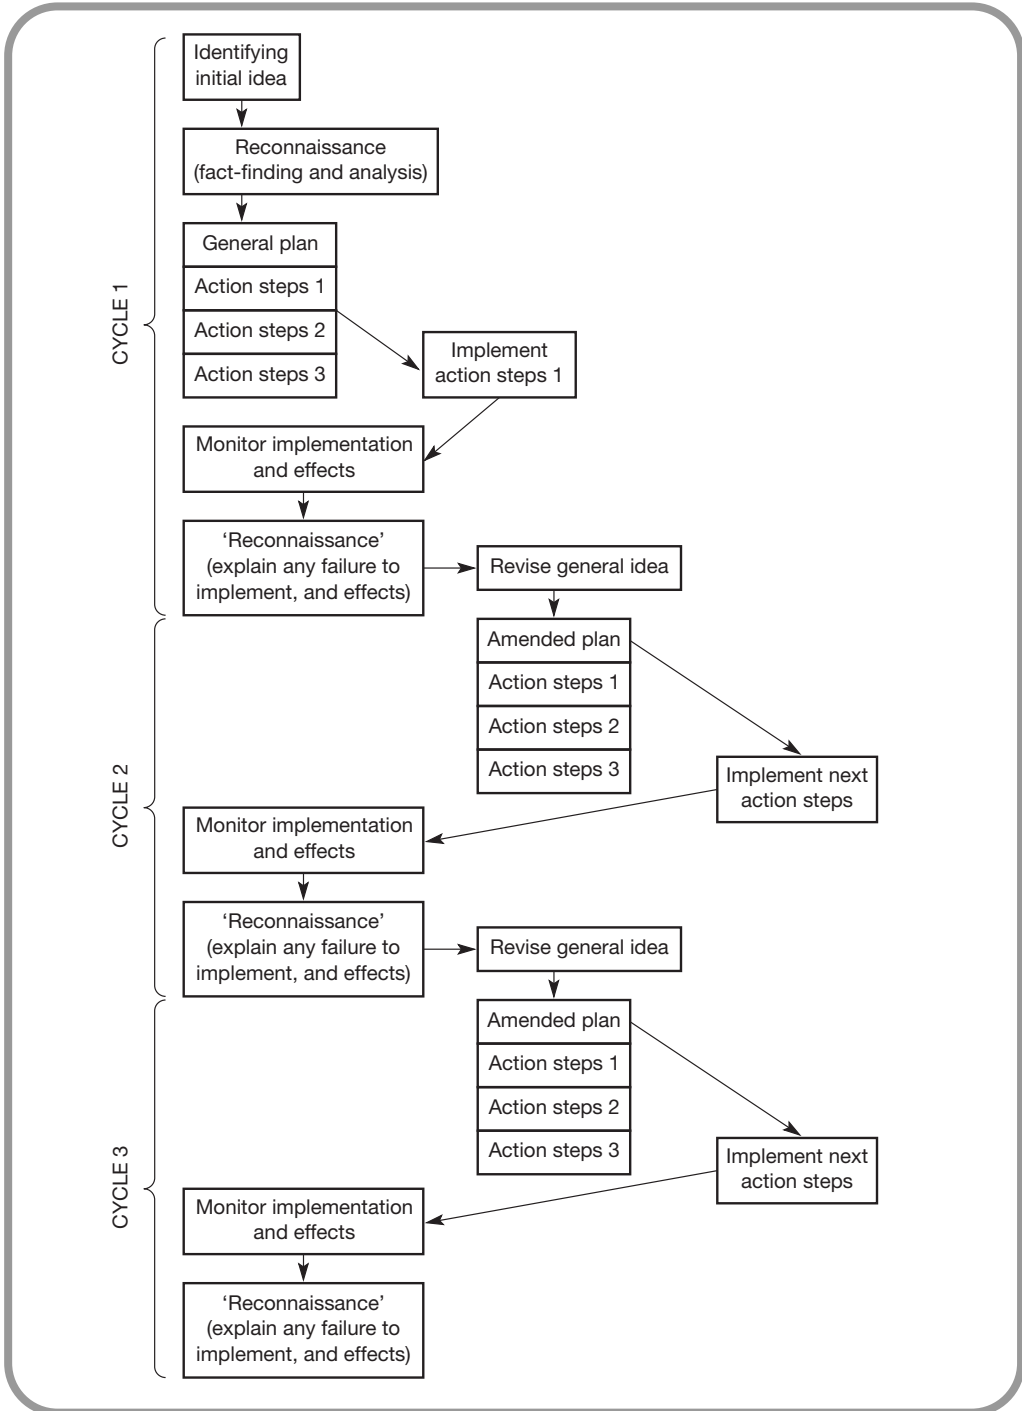 Identifying
initial idea
Reconnaissance
(fact-finding and analysis)
General plan
Action steps 1
Action steps 2
Action steps 3
CYCLE 1
Implement
action steps 1
Monitor implementation
and effects
‘Reconnaissance’
(explain any failure to
implement, and effects)
Revise general idea
Amended plan
Action steps 1
Action steps 2
Action steps 3
CYCLE 2
Implement next
action steps
Monitor implementation
and effects
‘Reconnaissance’
(explain any failure to
implement, and effects)
Revise general idea
Amended plan
Action steps 1
Action steps 2
Action steps 3
CYCLE 3
Implement next
action steps
Monitor implementation
and effects
‘Reconnaissance’
(explain any failure to
implement, and effects)